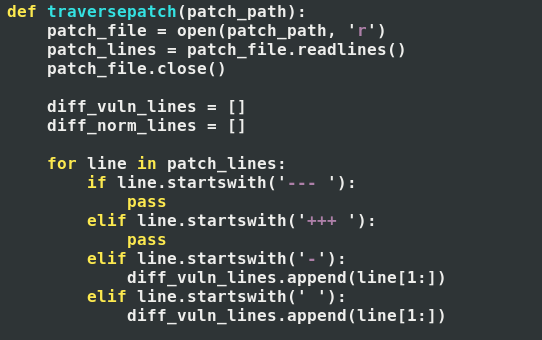 def traversepatch(patch_path):
    patch_file = open(patch_path, 'r')
    patch_lines = patch_file.readlines()
    patch_file.close()

    diff_vuln_lines = []
    diff_norm_lines = []

    for line in patch_lines:
        if line.startswith('--- '):
            pass
        elif line.startswith('+++ '):
            pass
        elif line.startswith('-'):
            diff_vuln_lines.append(line[1:])
        elif line.startswith(' '):
            diff_vuln_lines.append(line[1:])